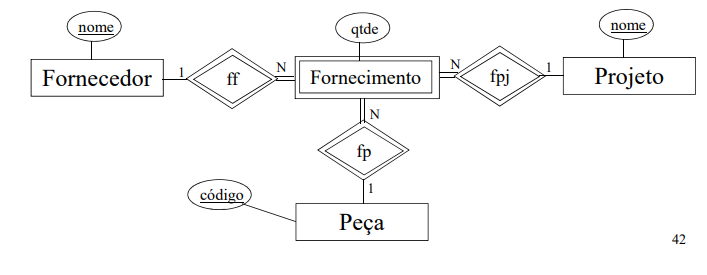 nome
qtde
nome
Fornecedor 1 ff N Fornecimento N fpj 1 Projeto
N
fp
1
código
Peça
42